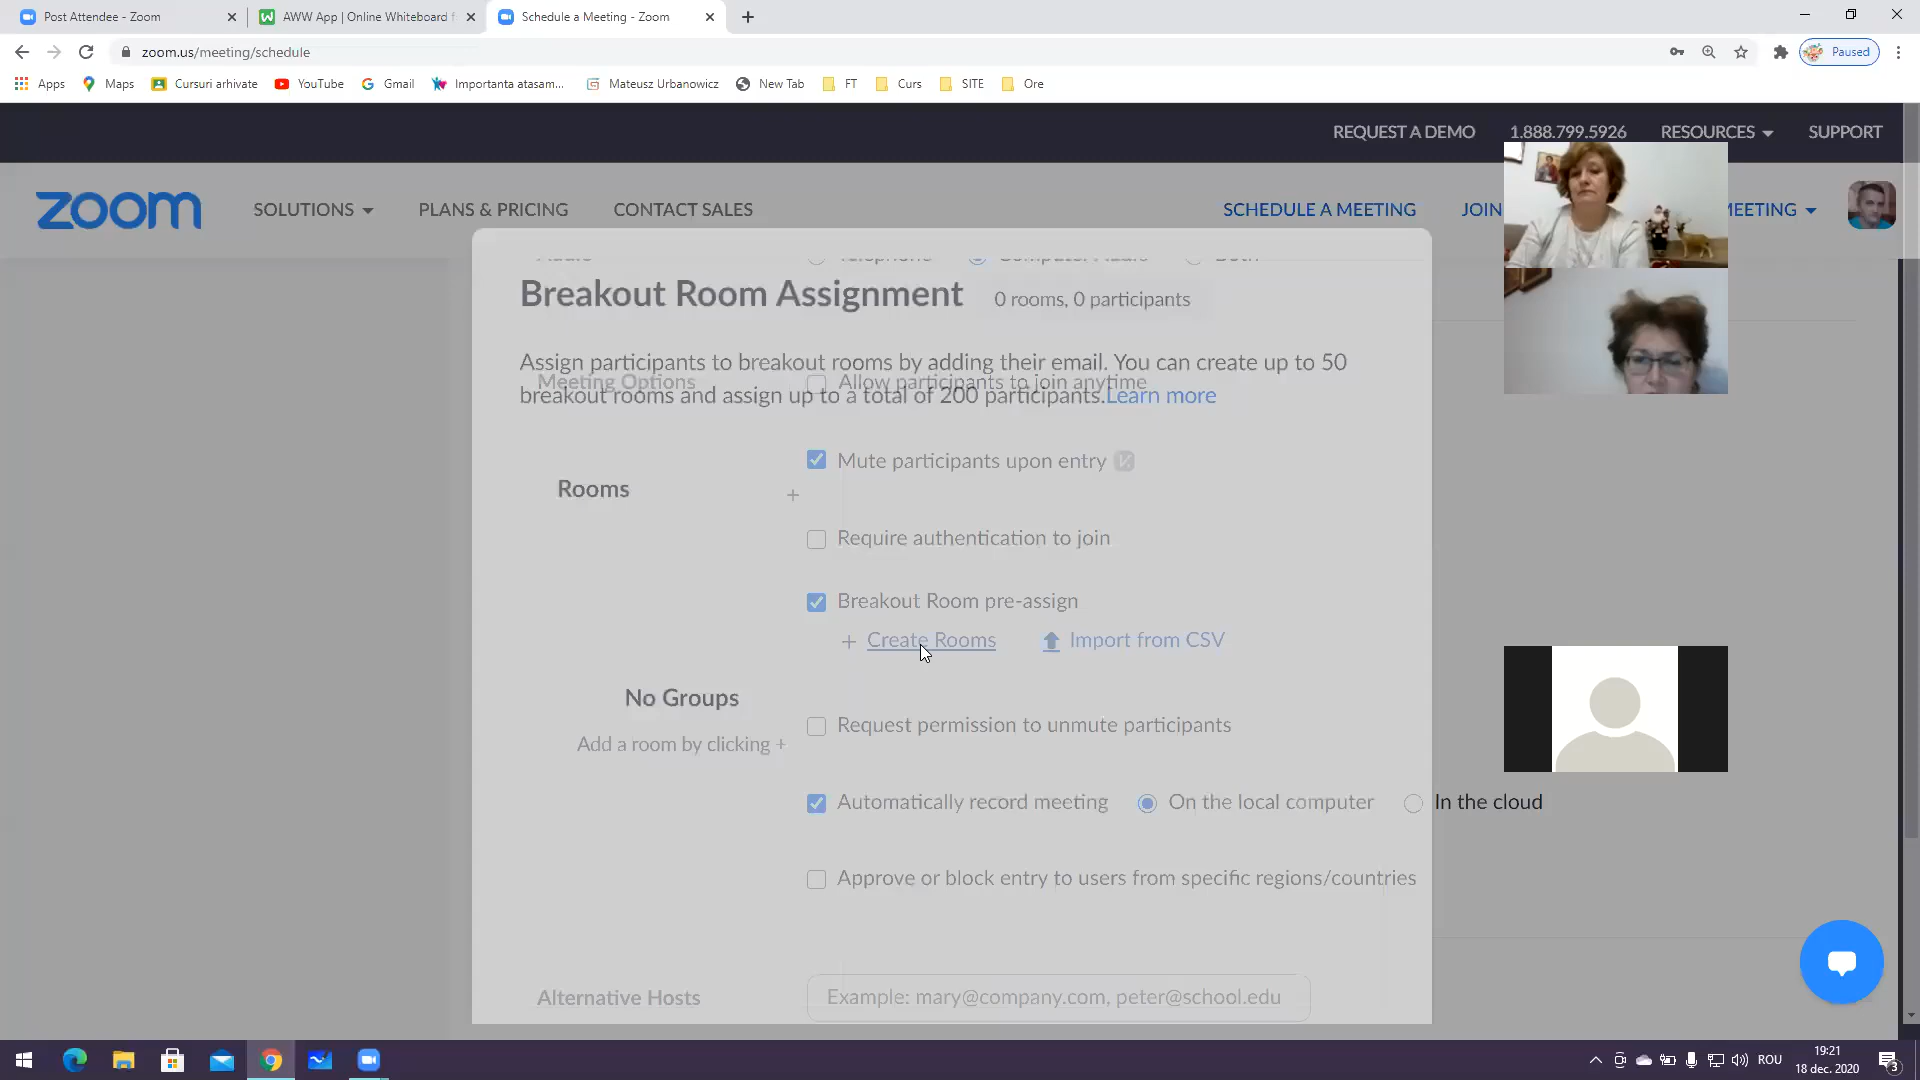 Post Attendee - Zoom
AWW App | Online Whiteboard f
Schedule a Meeting - Zoom
zoom.us/meeting/schedule
Paused
Apps
Maps
Cursuri arhivate
YouTube
Gmail
Importanta atasam...
Mateusz Urbanowicz
New Tab
FT
Curs
SITE
Ore
REQUEST A DEMO
1.888.799.5926
RESOURCES
SUPPORT
zoom
SOLUTIONS
PLANS & PRICING
CONTACT SALES
SCHEDULE A MEETING
JOIN
MEETING
Audio
Telephone
Computer Audio
Both
Breakout Room Assignment
0 rooms, 0 participants
Assign participants to breakout rooms by adding their email. You can create up to 50
breakout rooms and assign up to a total of 200 participants.Learn more
Meeting Options
Allow participants to join anytime
Mute participants upon entry
Rooms
+
Require authentication to join
Breakout Room pre-assign
+ Create Rooms
Import from CSV
No Groups
Add a room by clicking +
Request permission to unmute participants
Automatically record meeting
On the local computer
In the cloud
Approve or block entry to users from specific regions/countries
Alternative Hosts
Example: mary@company.com, peter@school.edu
ROU
19:21
18 dec. 2020
3